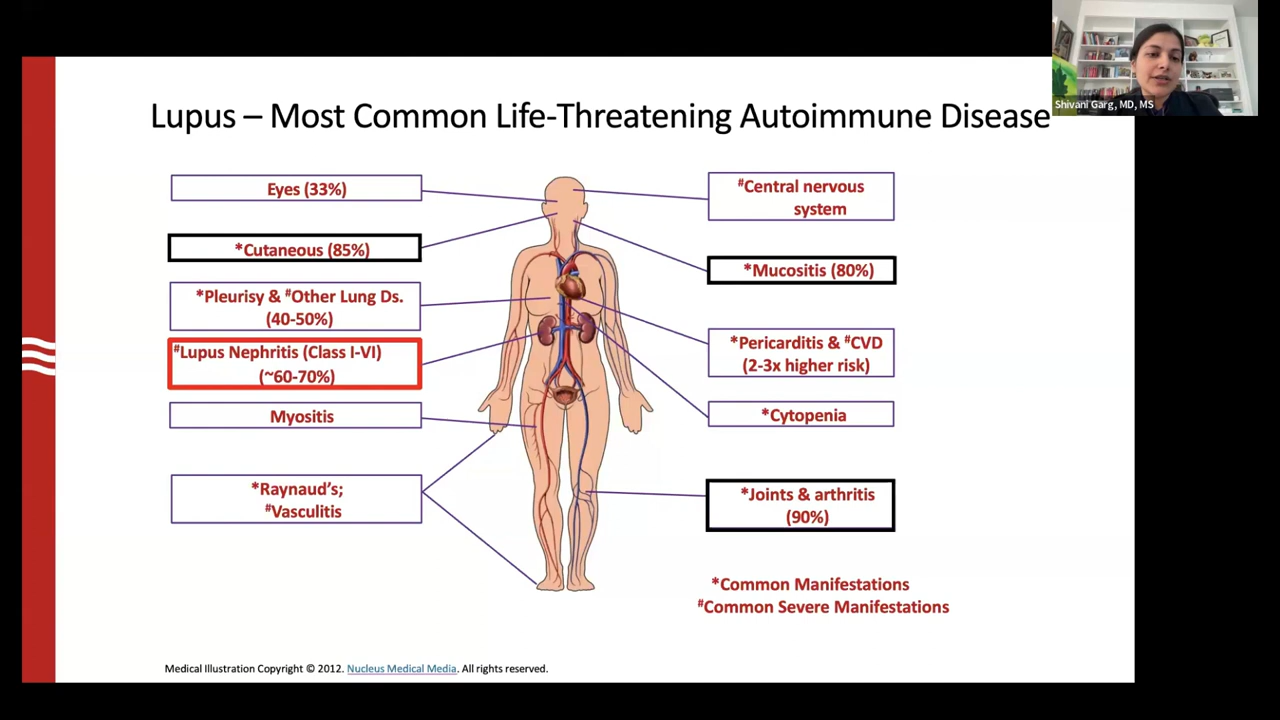 Shivani Garg, MD, MS
Lupus – Most Common Life-Threatening Autoimmune Disease
Eyes (33%)
*Cutaneous (85%)
*Pleurisy & #Other Lung Ds.
(40-50%)
#Lupus Nephritis (Class I-VI)
(~60-70%)
Myositis
*Raynaud's;
#Vasculitis
#Central nervous
system
*Mucositis (80%)
*Pericarditis & #CVD
(2-3x higher risk)
*Cytopenia
*Joints & arthritis
(90%)
*Common Manifestations
#Common Severe Manifestations
Medical Illustration Copyright © 2012. Nucleus Medical Media. All rights reserved.